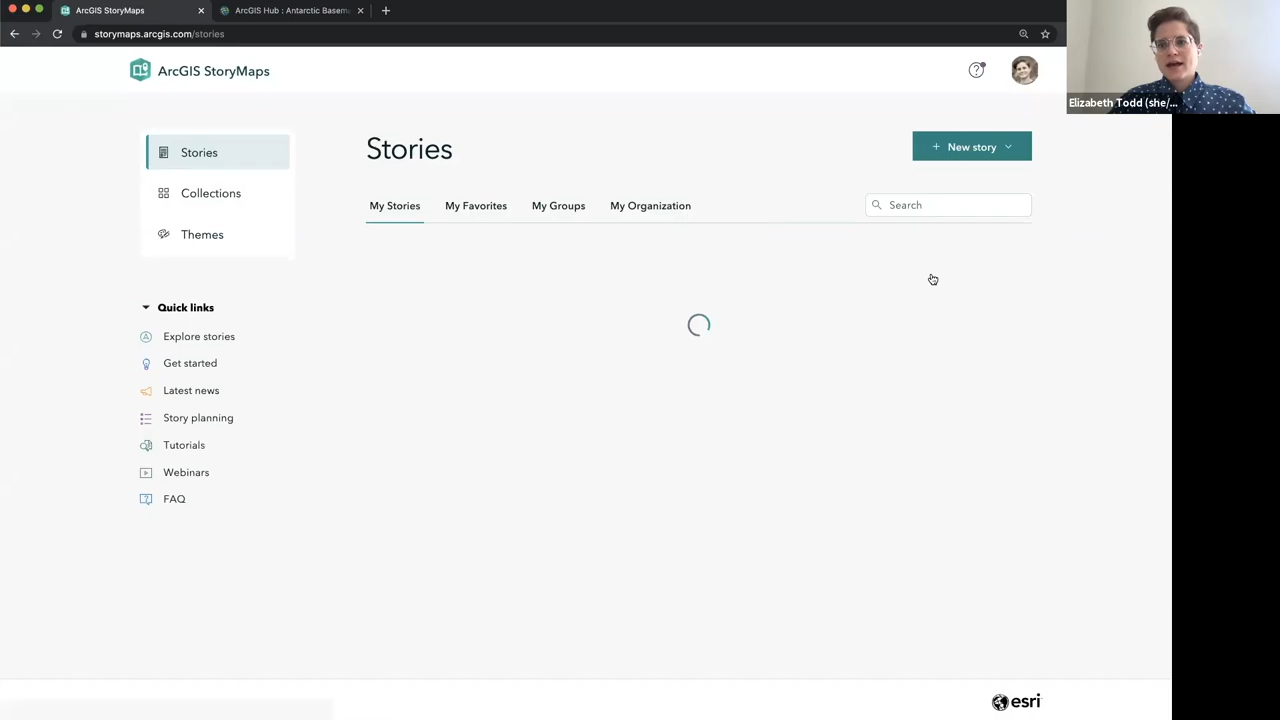 ArcGIS StoryMaps
ArcGIS Hub : Antarctic Basem
storymaps.arcgis.com/stories
ArcGIS StoryMaps
Elizabeth Todd (she/...
Stories
Collections
Themes
Quick links
Explore stories
Get started
Latest news
Story planning
Tutorials
Webinars
FAQ
Stories
New story
My Stories My Favorites My Groups My Organization
Search
esri